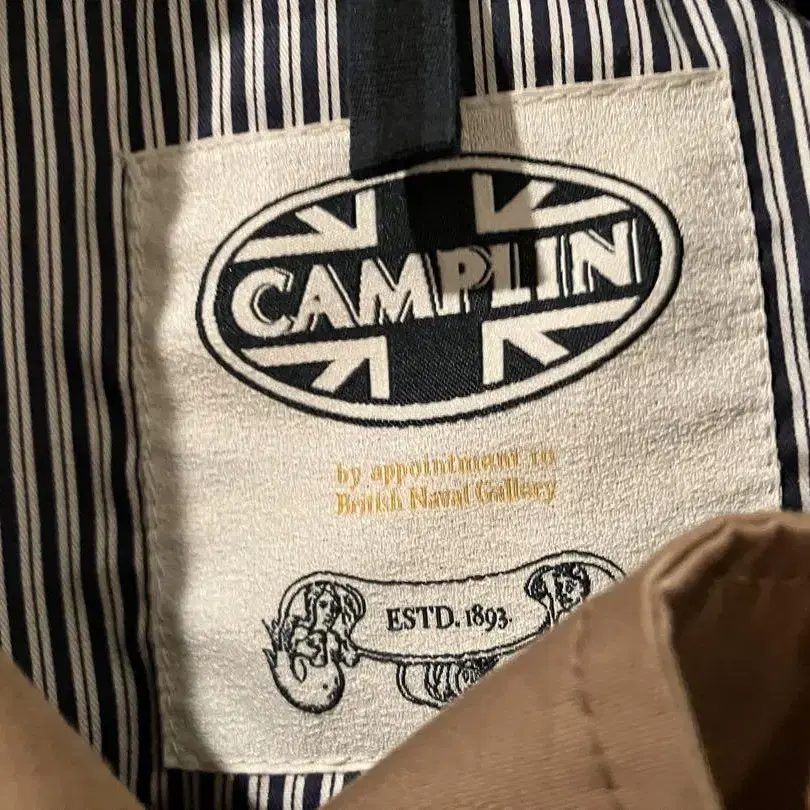 CAMPLIN
by appointment to
British Naval Gallery
ESTD. 1893